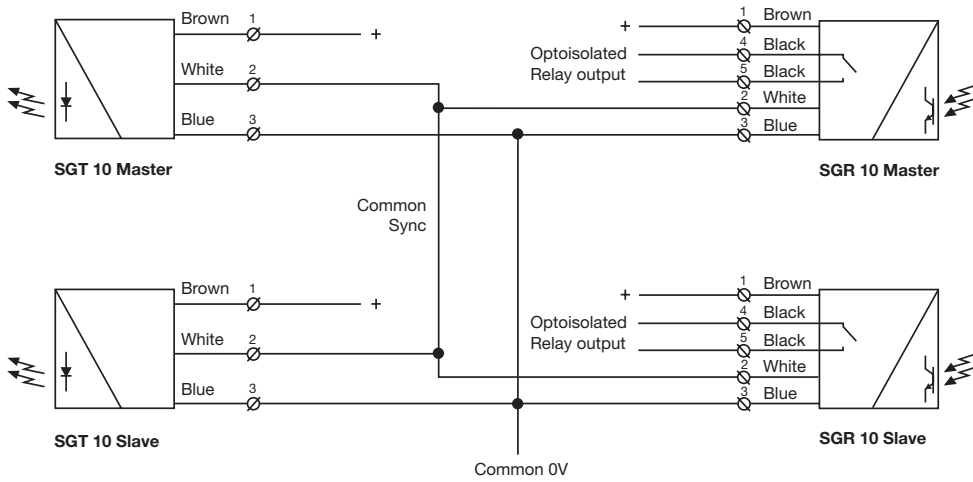 Brown 1 +
White 2
Blue 3
SGT 10 Master
+ 1 Brown
Optoisolated 4 Black
Relay output 5 Black
2 White
3 Blue
SGR 10 Master
Common
Sync
Brown 1 +
White 2
Blue 3
SGT 10 Slave
+ 1 Brown
Optoisolated 4 Black
Relay output 5 Black
2 White
3 Blue
SGR 10 Slave
Common 0V